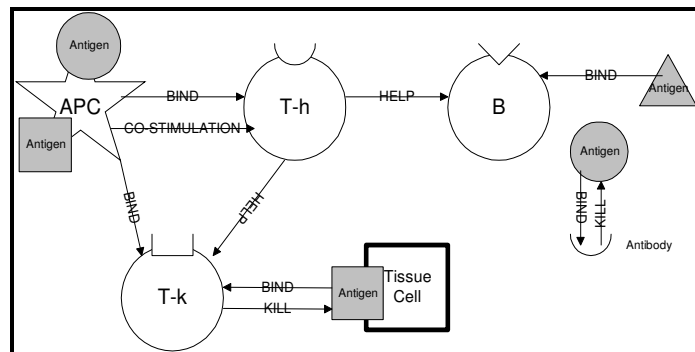 Antigen
APC
BIND
T-h
HELP
B
BIND
Antigen
CO-STIMULATION
Antigen
Antigen
BIND
HELP
BIND
KILL
Antibody
T-k
BIND
KILL
Antigen
Tissue
Cell